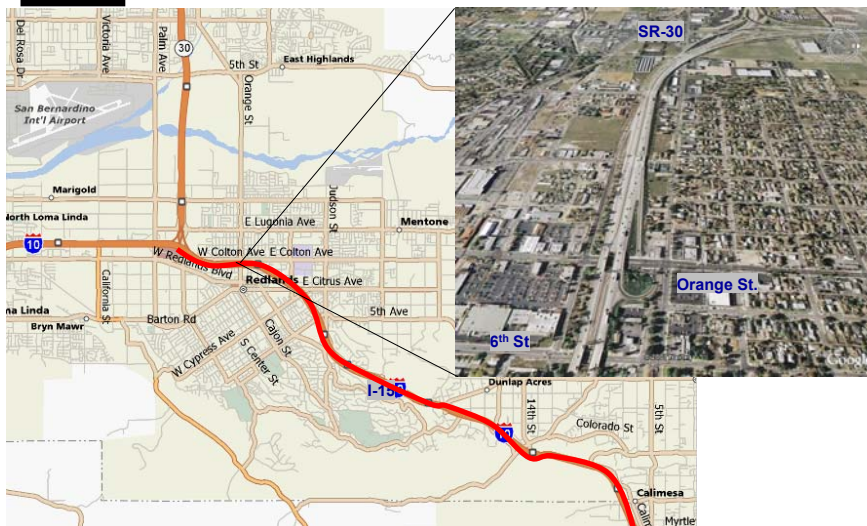 Del Rosa Dr
Victoria Ave
Palm Ave
30
5th St
East Highlands
Orange St
San Bernardino
Int'l Airport
Marigold
North Loma Linda
10
California St
E Lugonia Ave
Judson St
Mentone
W Colton Ave
E Colton Ave
W Redlands Blvd
Redlands
E Citrus Ave
5th Ave
ma Linda
Bryn Mawr
Barton Rd
W Cypress Ave
Cajon St
S Center St
I-15
Dunlap Acres
14th St
5th St
Colorado St
10
Calimesa
Myrtle
SR-30
Orange St.
6th St
Google